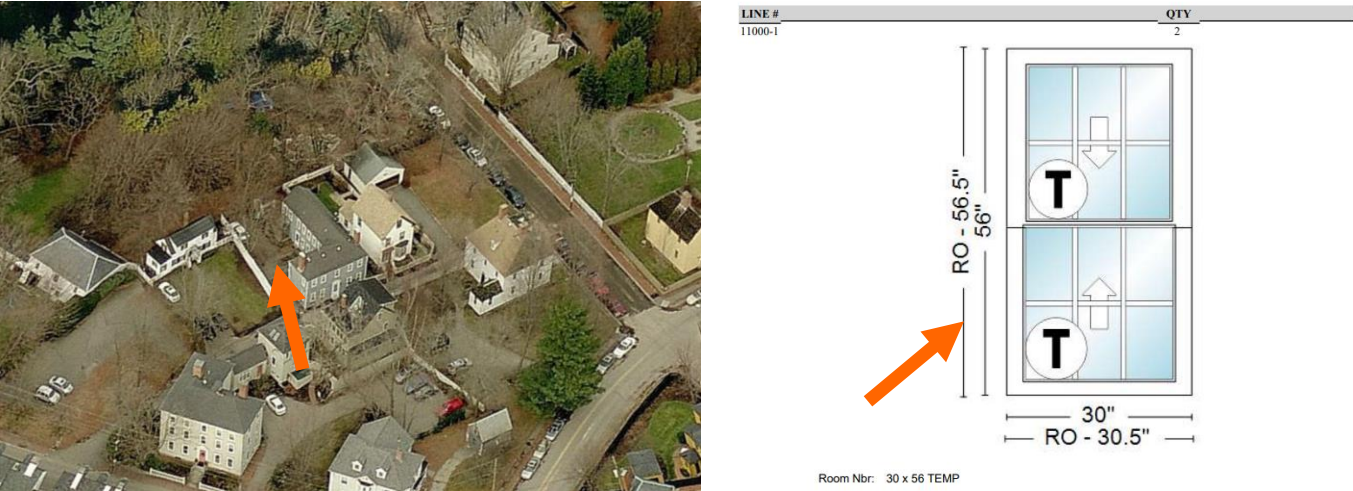 LINE # QTY
11000-1 2
RO - 56.5"
56"
T
T
30"
RO - 30.5"
Room Nbr: 30 x 56 TEMP